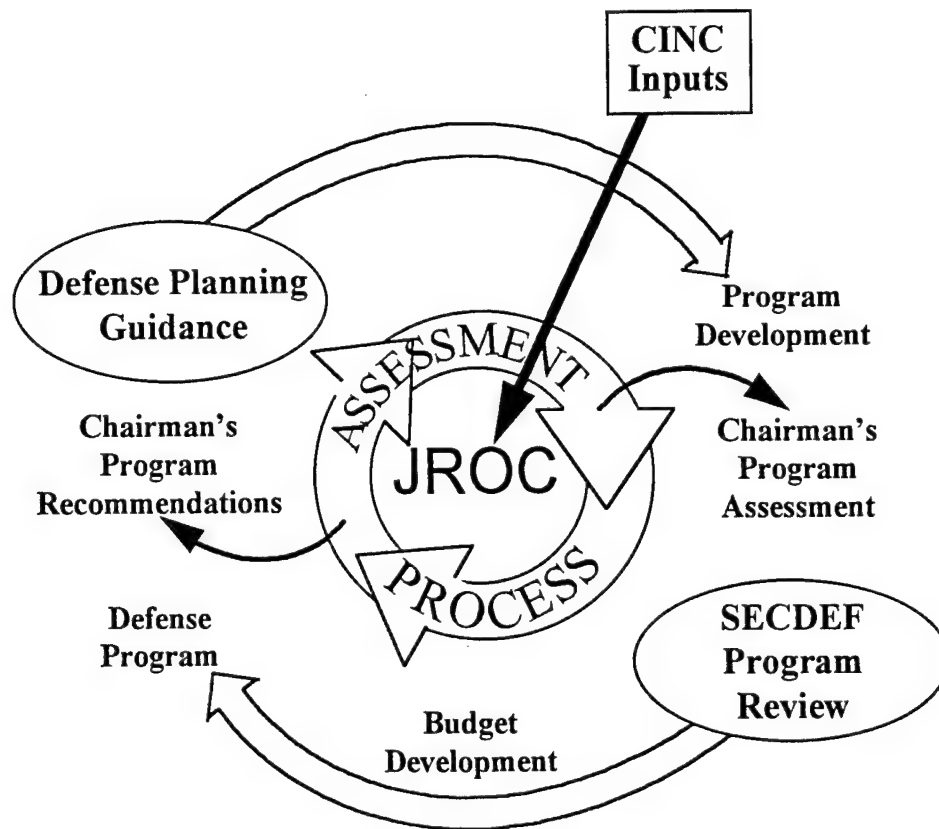 CINC
Inputs
Defense Planning
Guidance
Program
Development
ASSESSMENT
JROC
PROCESS
Chairman's
Program
Recommendations
Chairman's
Program
Assessment
Defense
Program
SECDEF
Program
Review
Budget
Development